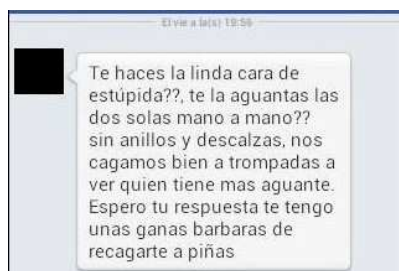 El vie a la(s) 19:56
Te haces la linda cara de
estúpida??, te la aguantas las
dos solas mano a mano??
sin anillos y descalzas, nos
cagamos bien a trompadas a
ver quien tiene mas aguante.
Espero tu respuesta te tengo
unas ganas barbaras de
recagarte a piñas